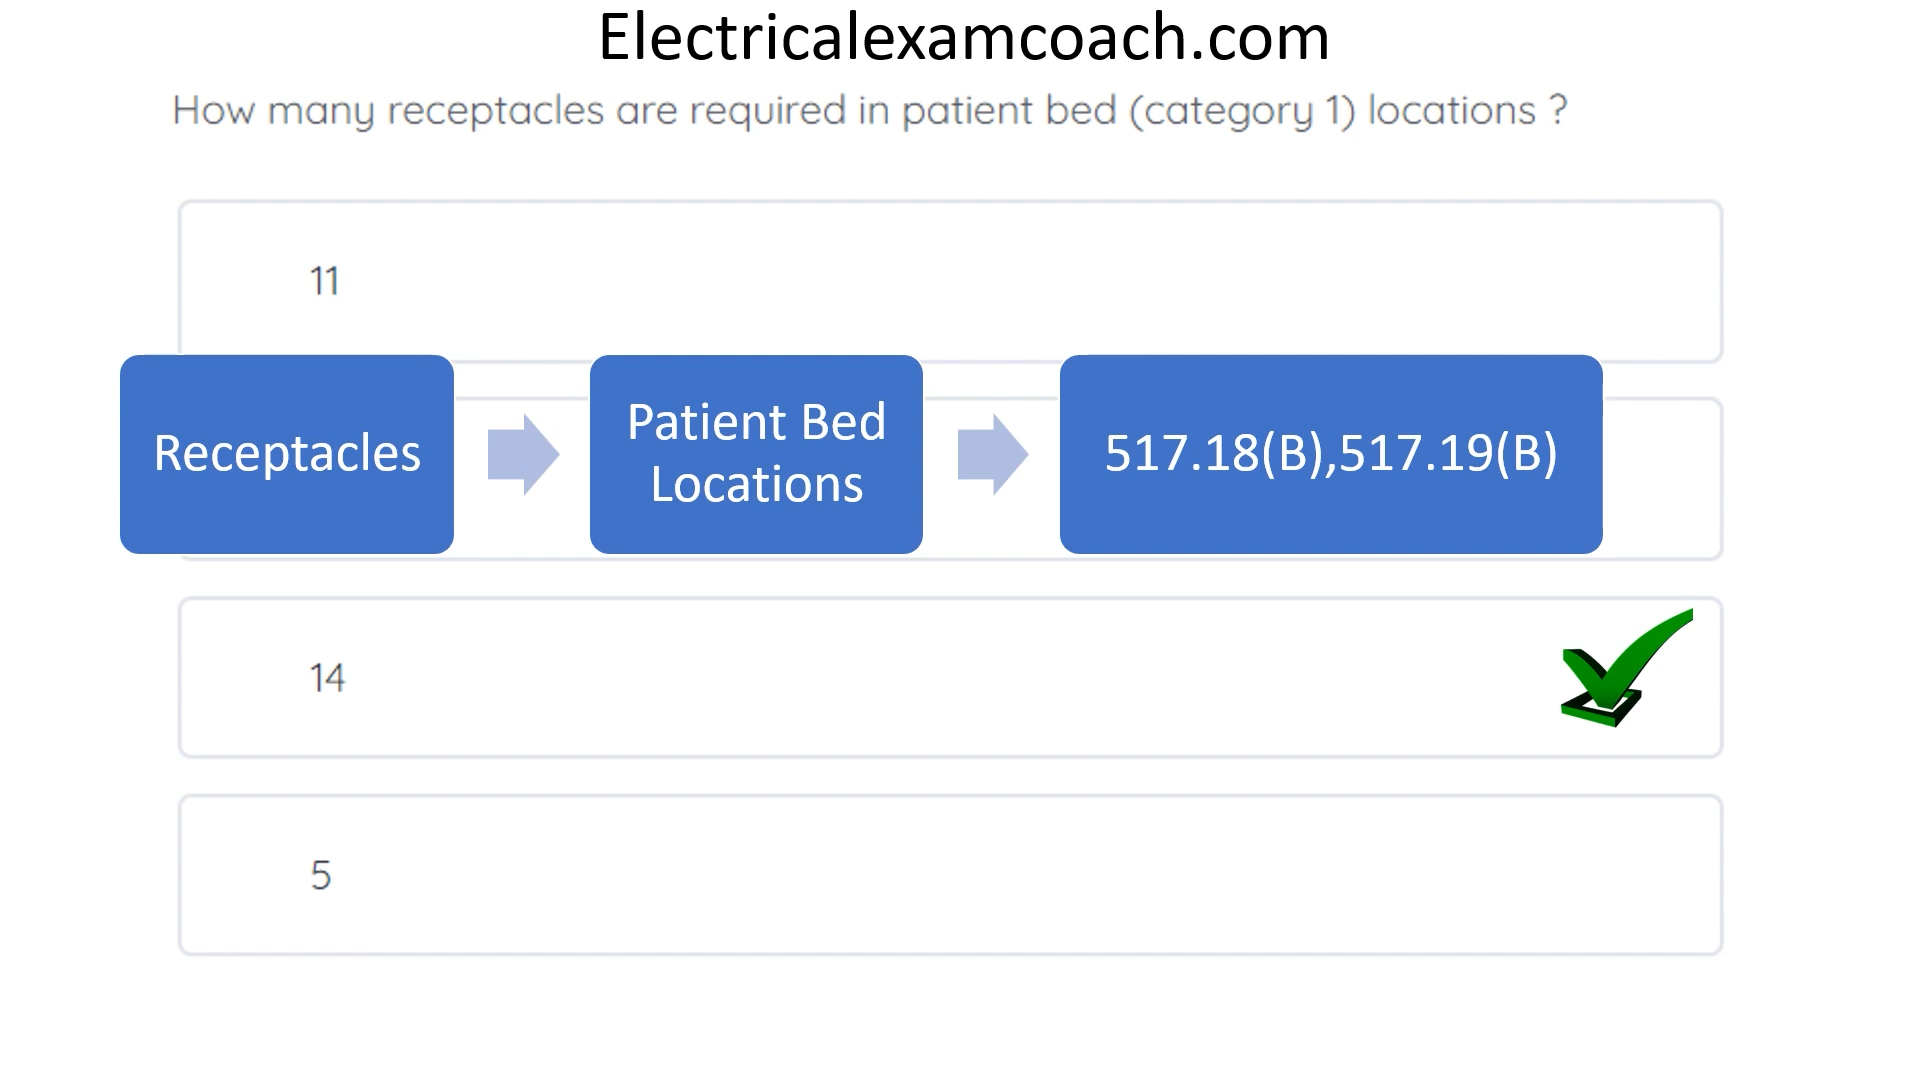 Electricalexamcoach.com
How many receptacles are required in patient bed (category 1) locations ?
11
Receptacles
Patient Bed
Locations
517.18(B),517.19(B)
14
5